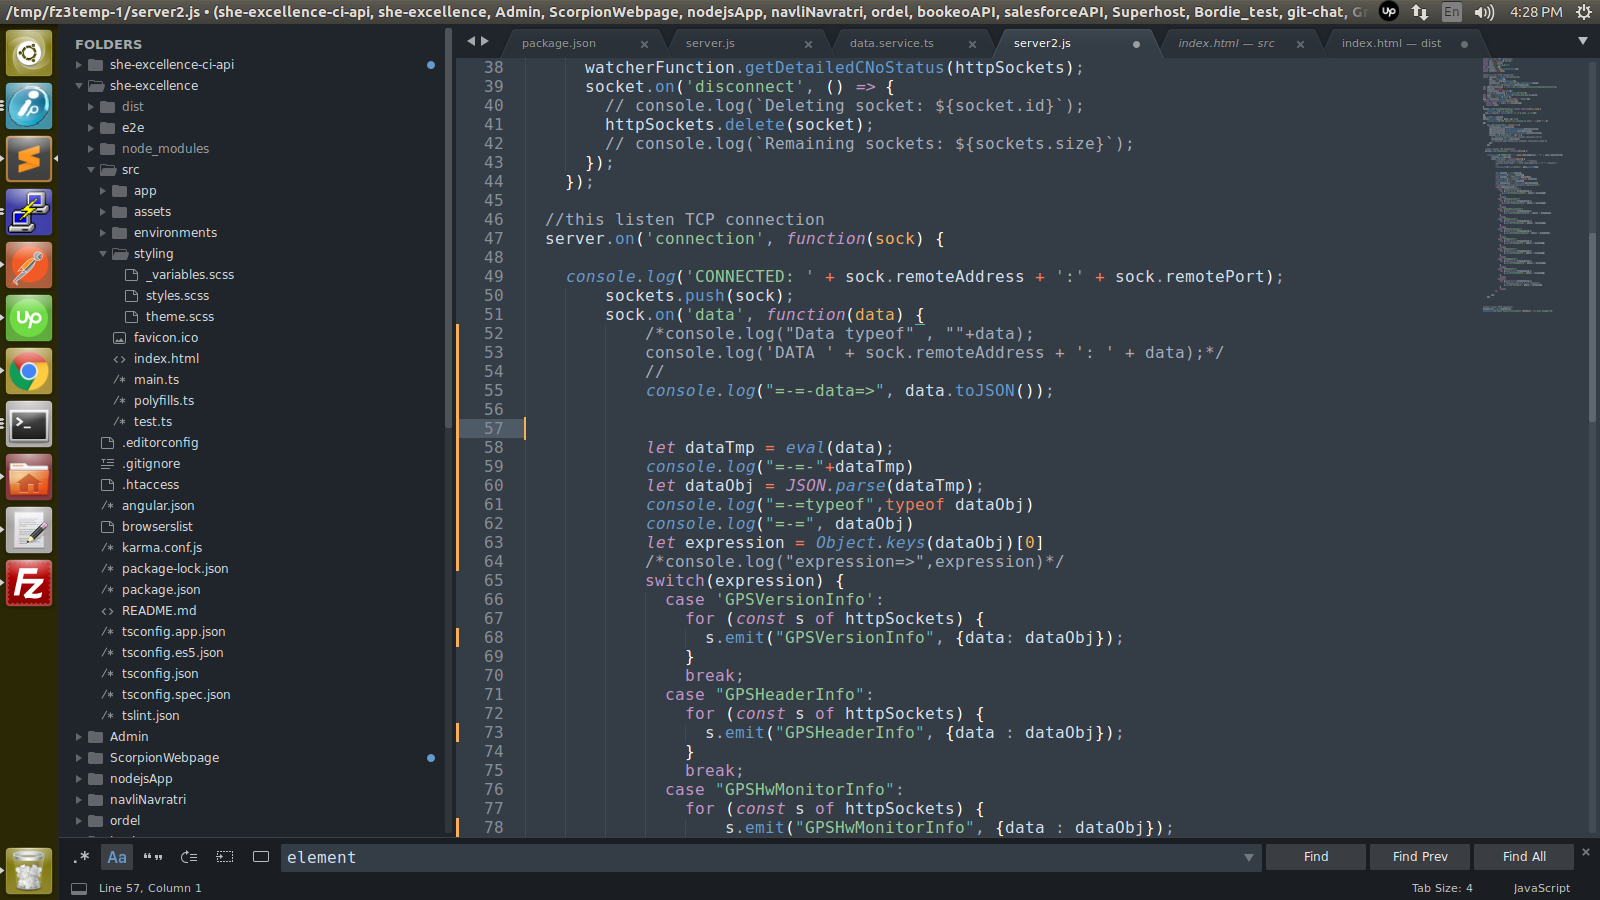 /tmp/fz3temp-1/server2.js • (she-excellence-ci-api, she-excellence, Admin, ScorpionWebpage, nodejsApp, navliNavratri, ordel, bookeoAPI, salesforceAPI, Superhost, Bordie_test, git-chat, Gr
Up En 4:28 PM
FOLDERS
she-excellence-ci-api
she-excellence
dist
e2e
node_modules
src
app
assets
environments
styling
_variables.scss
styles.scss
theme.scss
favicon.ico
<> index.html
/* main.ts
/* polyfills.ts
/* test.ts
.editorconfig
.gitignore
.htaccess
/* angular.json
browserslist
/* karma.conf.js
/* package-lock.json
/* package.json
<> README.md
/* tsconfig.app.json
/* tsconfig.es5.json
/* tsconfig.json
/* tsconfig.spec.json
/* tslint.json
Admin
ScorpionWebpage
nodejsApp
navliNavratri
ordel
package.json × server.js × data.service.ts × server2.js • index.html — src × index.html — dist •
38 watcherFunction.getDetailedCNoStatus(httpSockets);
39 socket.on('disconnect', () => {
40 // console.log(`Deleting socket: ${socket.id}`);
41 httpSockets.delete(socket);
42 // console.log(`Remaining sockets: ${sockets.size}`);
43 });
44 });
45
46 //this listen TCP connection
47 server.on('connection', function(sock) {
48
49 console.log('CONNECTED: ' + sock.remoteAddress + ':' + sock.remotePort);
50 sockets.push(sock);
51 sock.on('data', function(data) {
52 /*console.log("Data typeof" , ""+data);
53 console.log('DATA ' + sock.remoteAddress + ': ' + data);*/
54 //
55 console.log("=-=-data=>", data.toJSON());
56
57
58 let dataTmp = eval(data);
59 console.log("=-=-"+dataTmp)
60 let dataObj = JSON.parse(dataTmp);
61 console.log("=-=typeof",typeof dataObj)
62 console.log("=-=", dataObj)
63 let expression = Object.keys(dataObj)[0]
64 /*console.log("expression=>",expression)*/
65 switch(expression) {
66 case 'GPSVersionInfo':
67 for (const s of httpSockets) {
68 s.emit("GPSVersionInfo", {data: dataObj});
69 }
70 break;
71 case "GPSHeaderInfo":
72 for (const s of httpSockets) {
73 s.emit("GPSHeaderInfo", {data : dataObj});
74 }
75 break;
76 case "GPSHwMonitorInfo":
77 for (const s of httpSockets) {
78 s.emit("GPSHwMonitorInfo", {data : dataObj});
.* Aa “” element Find Find Prev Find All ×
Line 57, Column 1 Tab Size: 4 JavaScript
Up
Fz